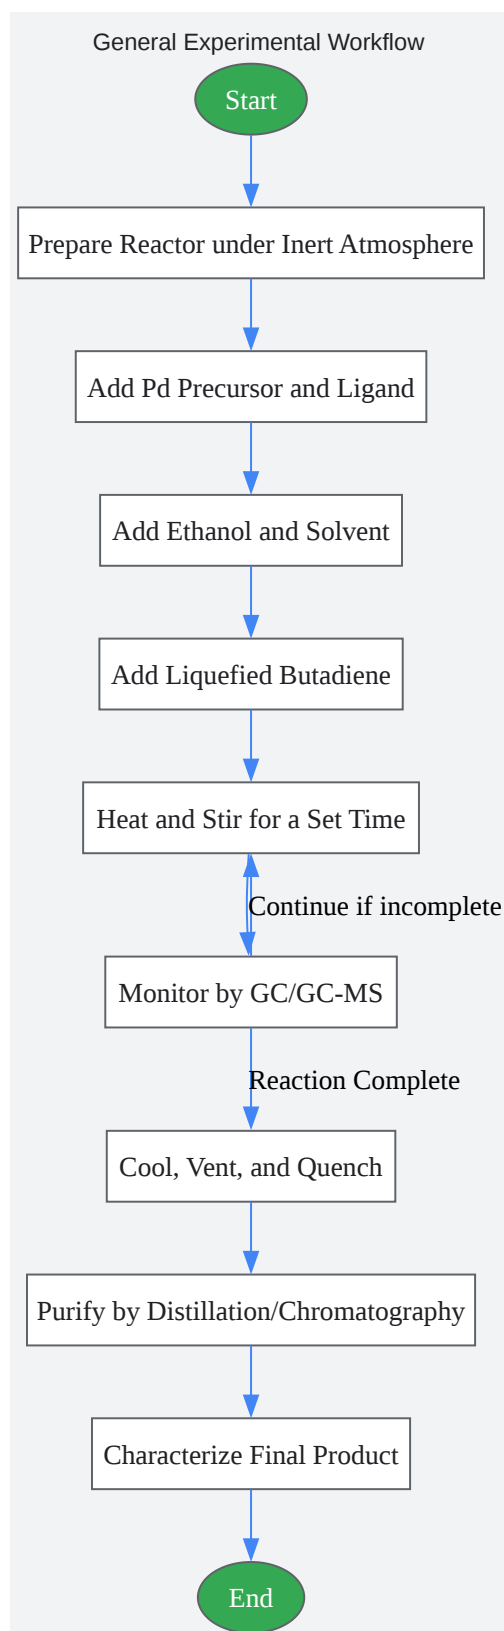 General Experimental Workflow
Start
Prepare Reactor under Inert Atmosphere
Add Pd Precursor and Ligand
Add Ethanol and Solvent
Add Liquefied Butadiene
Heat and Stir for a Set Time
Continue if incomplete
Monitor by GC/GC-MS
Reaction Complete
Cool, Vent, and Quench
Purify by Distillation/Chromatography
Characterize Final Product
End